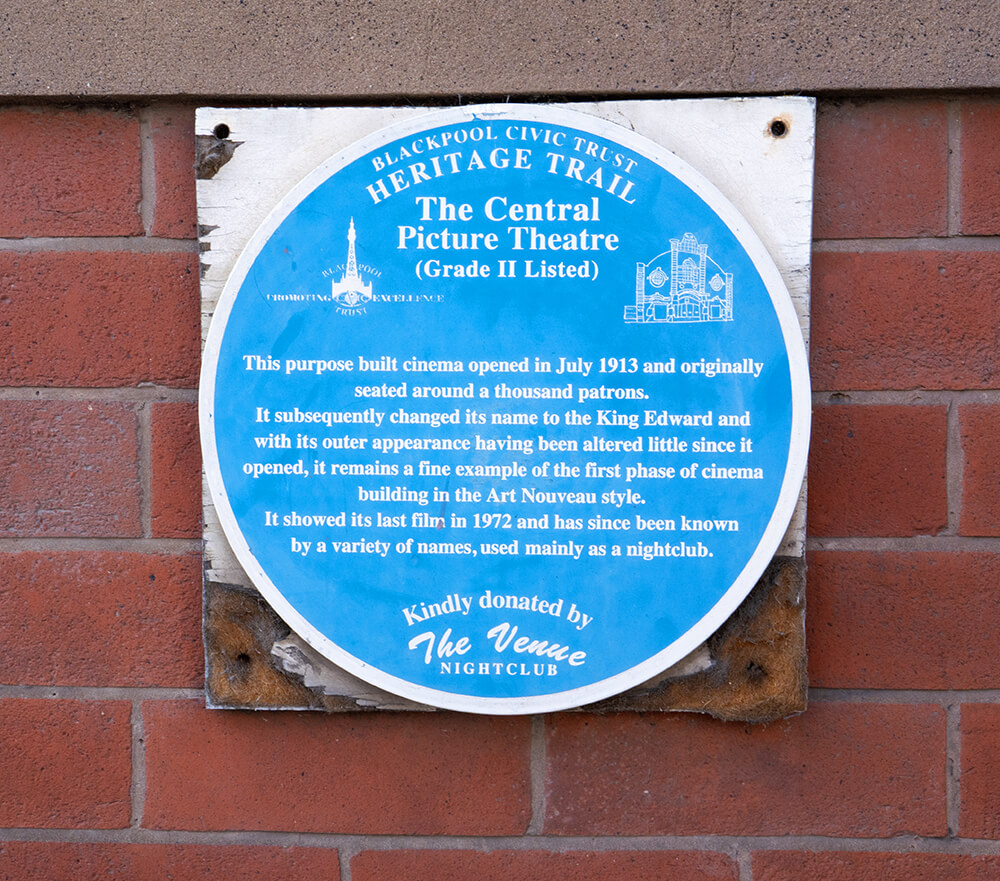 BLACKPOOL CIVIC TRUST
HERITAGE TRAIL
The Central
Picture Theatre
(Grade II Listed)
BLACKPOOL
PROMOTING CIVIC EXCELLENCE
TRUST
This purpose built cinema opened in July 1913 and originally
seated around a thousand patrons.
It subsequently changed its name to the King Edward and
with its outer appearance having been altered little since it
opened, it remains a fine example of the first phase of cinema
building in the Art Nouveau style.
It showed its last film in 1972 and has since been known
by a variety of names, used mainly as a nightclub.
Kindly donated by
The Venue
NIGHTCLUB